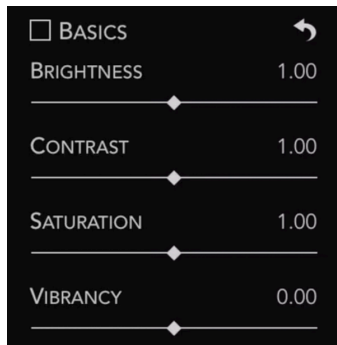 BASICS
BRIGHTNESS 1.00
CONTRAST 1.00
SATURATION 1.00
VIBRANCY 0.00